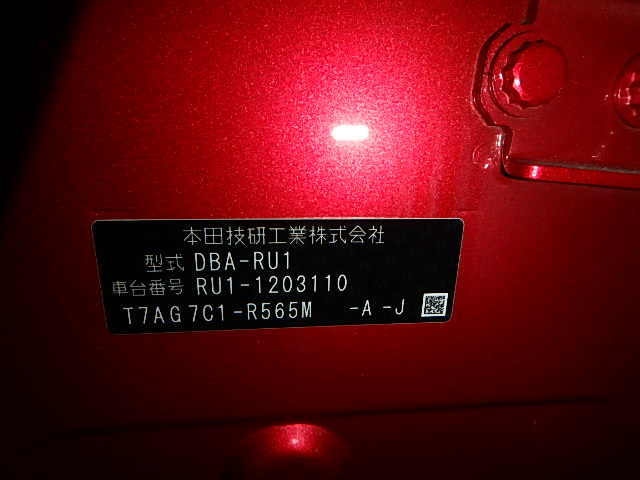 本田技研工業株式会社
型式 DBA-RU1
車台番号 RU1-1203110
T7AG7C1-R565M -A-J